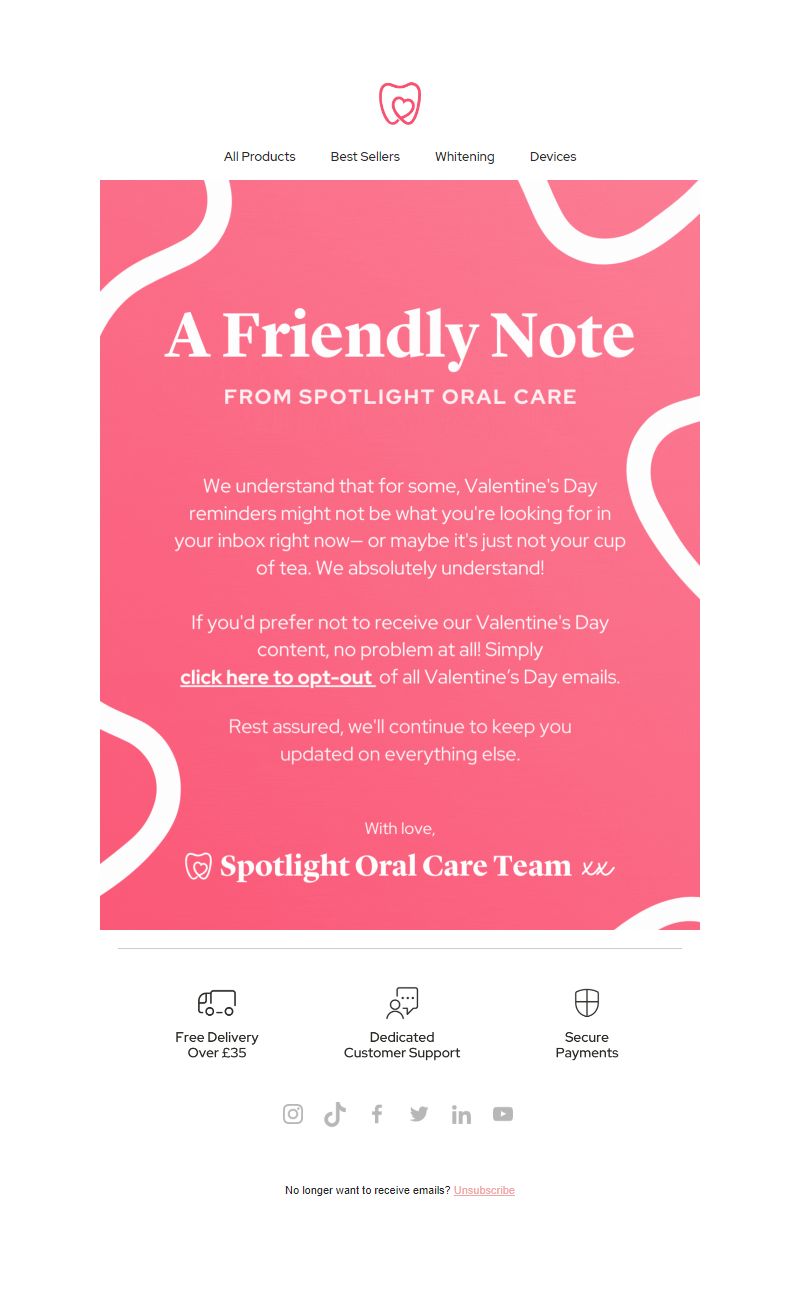 All Products Best Sellers Whitening Devices
A Friendly Note
FROM SPOTLIGHT ORAL CARE
We understand that for some, Valentine's Day
reminders might not be what you're looking for in
your inbox right now— or maybe it's just not your cup
of tea. We absolutely understand!
If you'd prefer not to receive our Valentine's Day
content, no problem at all! Simply
click here to opt-out of all Valentine’s Day emails.
Rest assured, we'll continue to keep you
updated on everything else.
With love,
Spotlight Oral Care Team xx
Free Delivery
Over £35
Dedicated
Customer Support
Secure
Payments
No longer want to receive emails? Unsubscribe